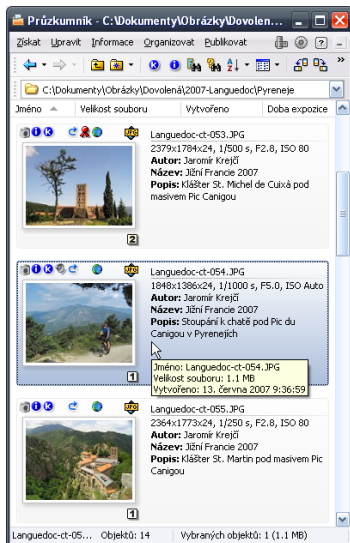 Průzkumník - C:\Dokumenty\Obrázky\Dovolen...
Získat Upravit Informace Organizovat Publikovat
C:\Dokumenty\Obrázky\Dovolená\2007-Languedoc\Pyreneje
Jméno Velikost souboru Vytvořeno Doba expozice
Languedoc-ct-053.JPG
2379x1784x24, 1/500 s, F2.8, ISO 80
Autor: Jaromír Krejčí
Název: Jižní Francie 2007
Popis: Klášter St. Michel de Cuixà pod
masivem Pic Canigou
2
Languedoc-ct-054.JPG
1848x1386x24, 1/1000 s, F5.0, ISO Auto
Autor: Jaromír Krejčí
Název: Jižní Francie 2007
Popis: Stoupání k chatě pod Pic du
Canigou v Pyrenejích
1
Jméno: Languedoc-ct-054.JPG
Velikost souboru: 1.1 MB
Vytvořeno: 13. června 2007 9:36:59
Languedoc-ct-055.JPG
2364x1773x24, 1/250 s, F2.8, ISO 80
Autor: Jaromír Krejčí
Název: Jižní Francie 2007
Popis: Klášter St. Martin pod masivem Pic
Canigou
1
Languedoc-ct-05... Objektů: 14 Vybraných objektů: 1 (1.1 MB)